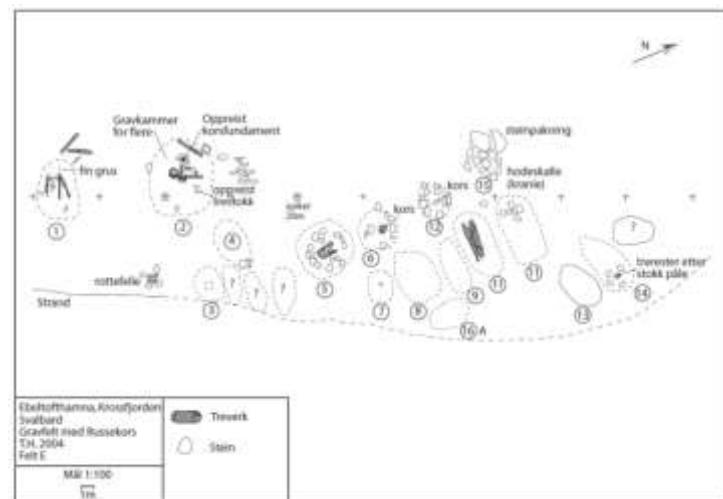 N
Gravkammer
for flere
Oppreist
korsfundament
steinpakning
fin grus
hodeskalle
(kranie)
15
kors
kors
oppreist
trestokk
spiker
1
2
12
4
6
?
rottefelle
trerester etter
stokk påle
? ? ?
5
9
11
11
14
Strand
3
7
8
13
16 A
Ebeltofthamna, Krossfjorden
Svalbard
Gravfelt med Russekors
T.H. 2004
Felt E
Treverk
Stein
Mål 1:100
1m